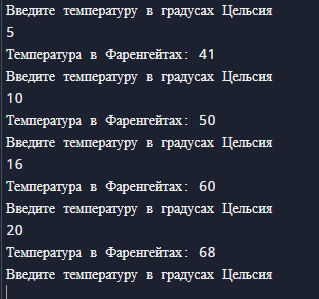 Введите температуру в градусах Цельсия
5
Температура в Фаренгейтах: 41
Введите температуру в градусах Цельсия
10
Температура в Фаренгейтах: 50
Введите температуру в градусах Цельсия
16
Температура в Фаренгейтах: 60
Введите температуру в градусах Цельсия
20
Температура в Фаренгейтах: 68
Введите температуру в градусах Цельсия